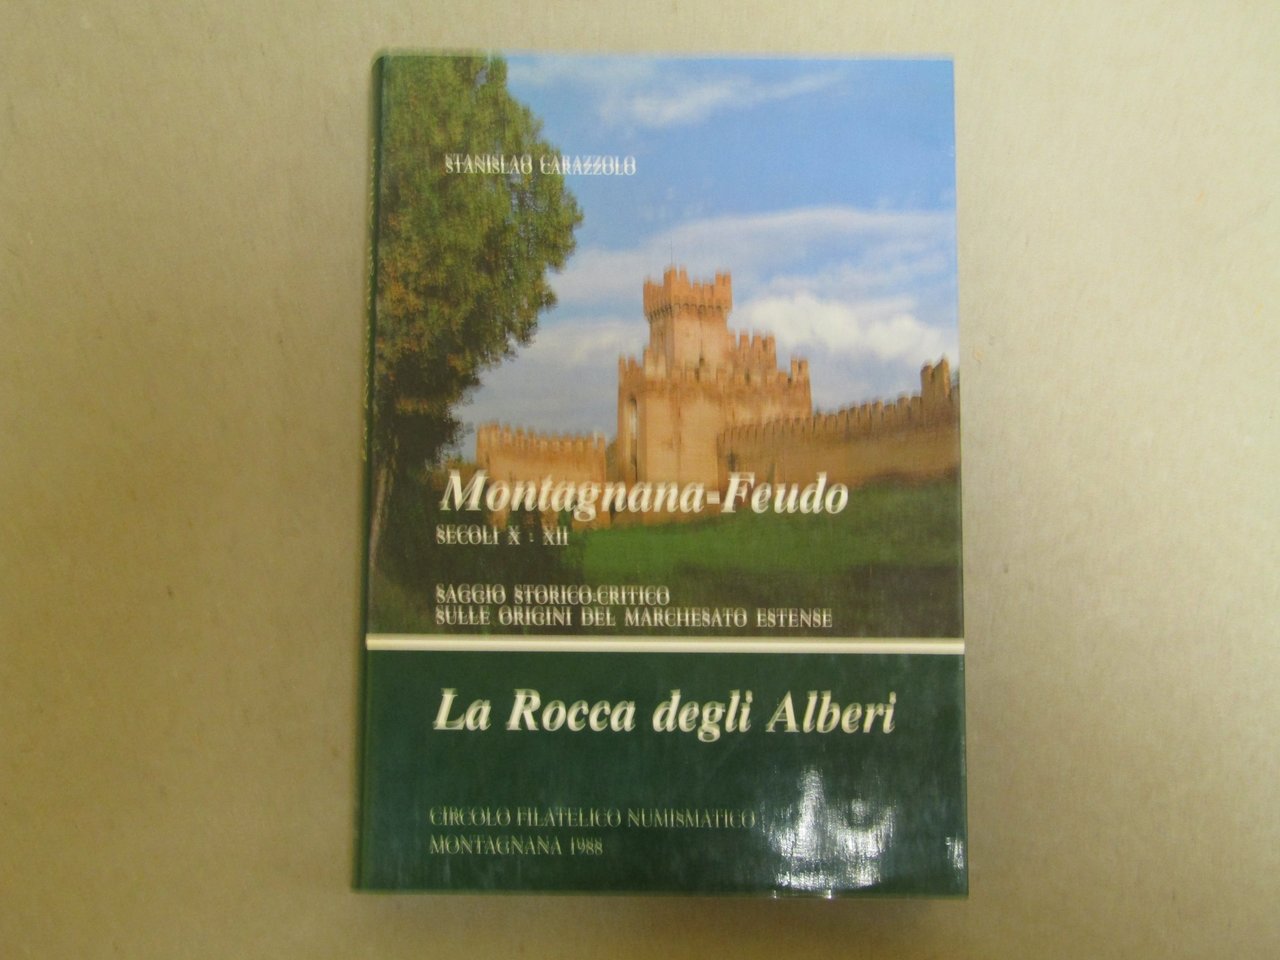 STANISLAO CARAZZOLO
Montagnana-Feudo
SECOLI X - XII
SAGGIO STORICO-CRITICO
SULLE ORIGINI DEL MARCHESATO ESTENSE
La Rocca degli Alberi
CIRCOLO FILATELICO NUMISMATICO
MONTAGNANA 1988